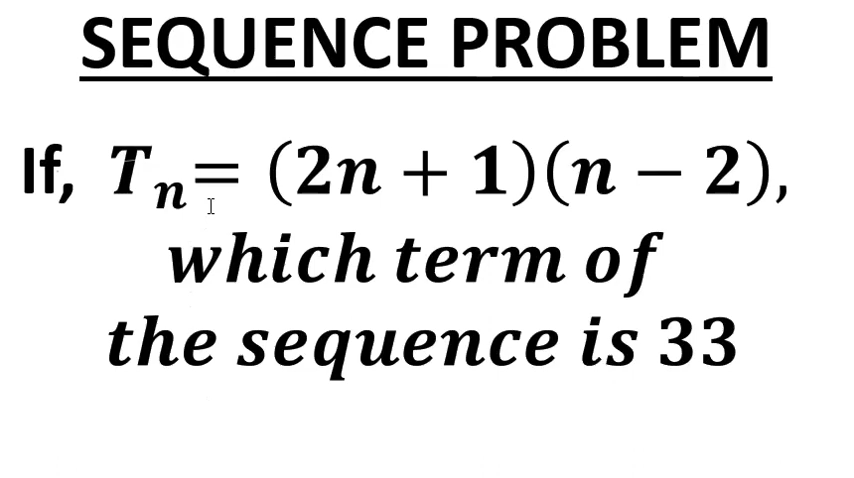 SEQUENCE PROBLEM
If, Tₙ= (2n + 1)(n − 2),
which term of
the sequence is 33